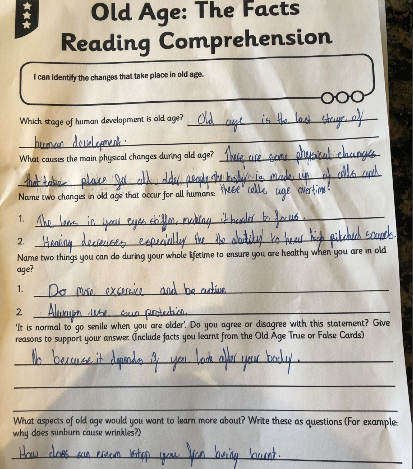 Old Age: The Facts
Reading Comprehension
I can identify the changes that take place in old age.
Which stage of human development is old age? Old age is the last stage of
human development.
What causes the main physical changes during old age? There are some physical changes
that take place in old age, people the body is made up of cells and
Name two changes in old age that occur for all humans: these cells age overtime!
1. The lens in your eyes stiffen, making it harder to focus.
2. Hearing decreases especially the ability to hear high pitched sounds.
Name two things you can do during your whole lifetime to ensure you are healthy when you are in old
age?
1. Do more excercise and be active
2. Always use sun protection.
'It is normal to go senile when you are older'. Do you agree or disagree with this statement? Give
reasons to support your answer. (Include facts you learnt from the Old Age True or False Cards)
No because it depends if you look after your body.
What aspects of old age would you want to learn more about? Write these as questions (For example:
why does sunburn cause wrinkles?)
How does sun cream stop you from being burnt.